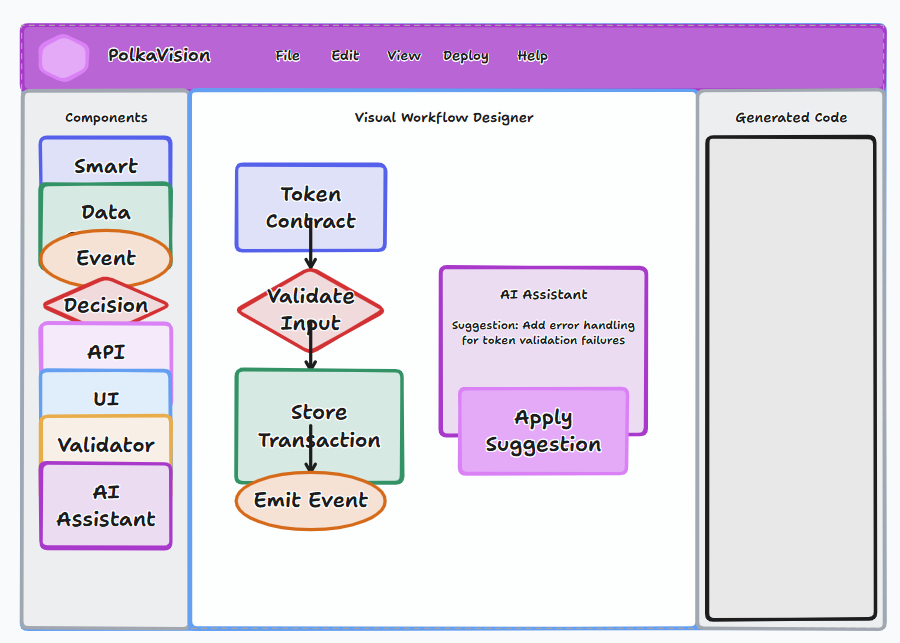 PolkaVision
File
Edit
View
Deploy
Help
Components
Smart
Data
Event
Decision
API
UI
Validator
AI
Assistant
Visual Workflow Designer
Token
Contract
Validate
Input
Store
Transaction
Emit Event
AI Assistant
Suggestion: Add error handling
for token validation failures
Apply
Suggestion
Generated Code